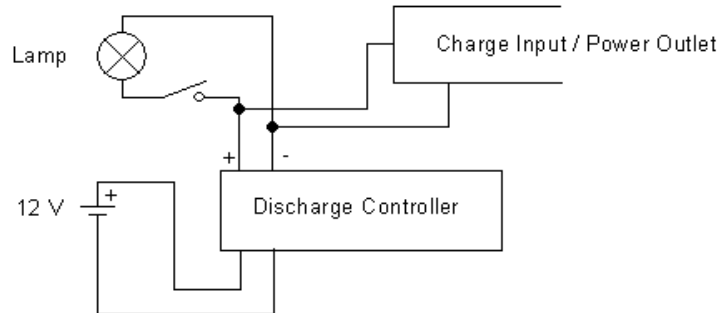 Charge Input / Power Outlet
Lamp
+
-
+
12 V
Discharge Controller